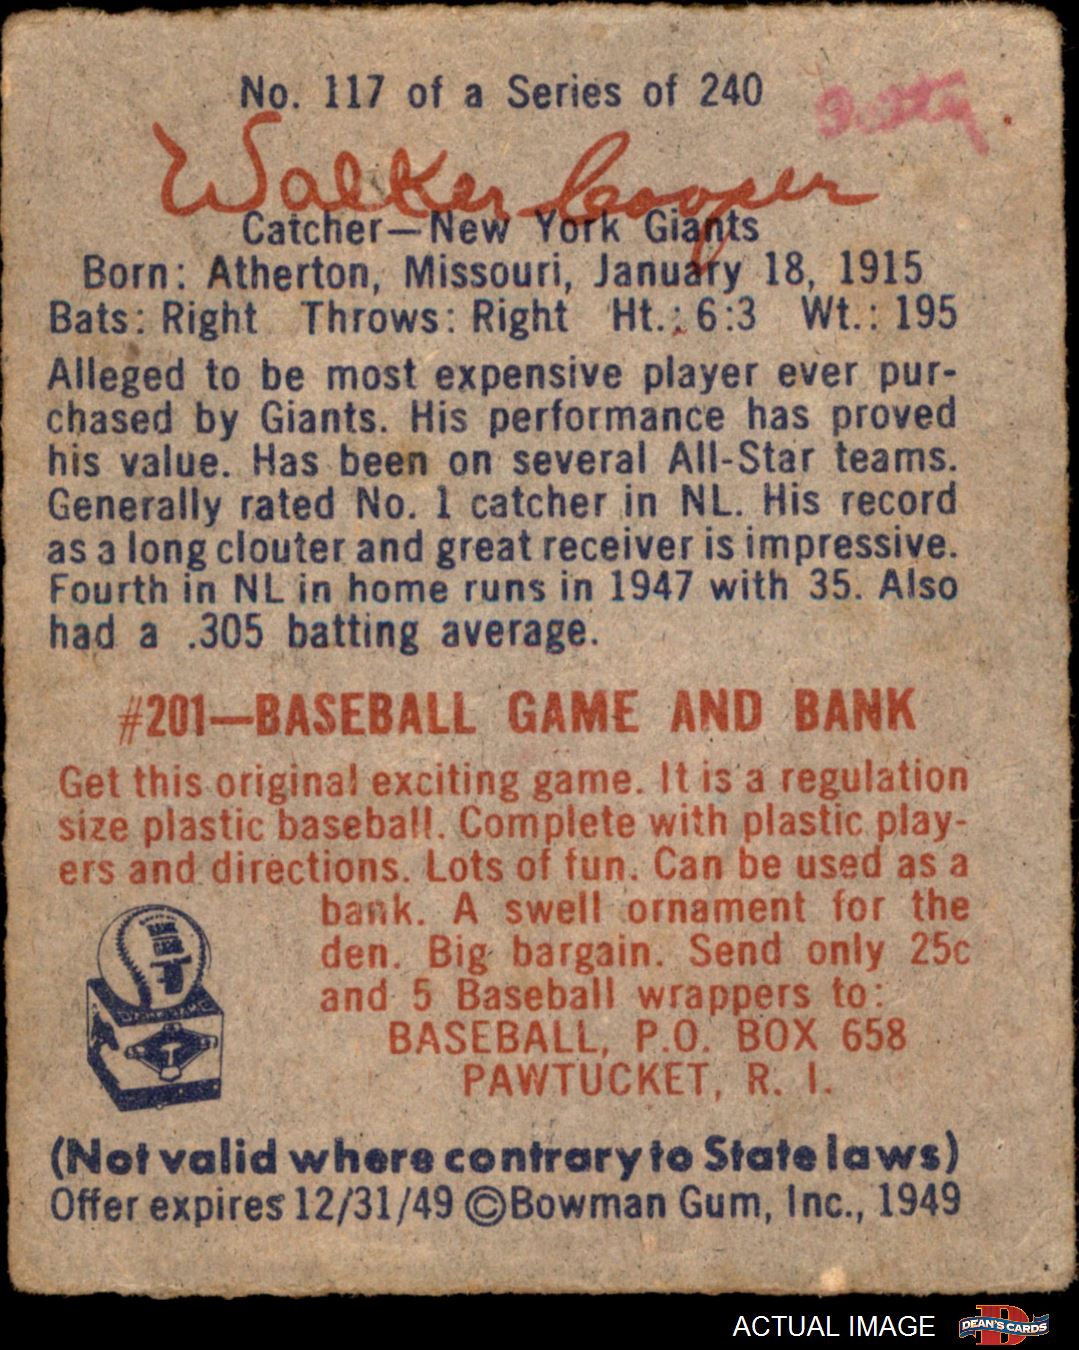 No. 117 of a Series of 240
Walker Cooper
Catcher—New York Giants
Born: Atherton, Missouri, January 18, 1915
Bats: Right Throws: Right Ht.: 6:3 Wt.: 195
Alleged to be most expensive player ever pur-
chased by Giants. His performance has proved
his value. Has been on several All-Star teams.
Generally rated No. 1 catcher in NL. His record
as a long clouter and great receiver is impressive.
Fourth in NL in home runs in 1947 with 35. Also
had a .305 batting average.
#201—BASEBALL GAME AND BANK
Get this original exciting game. It is a regulation
size plastic baseball. Complete with plastic play-
ers and directions. Lots of fun. Can be used as a
bank. A swell ornament for the
den. Big bargain. Send only 25c
and 5 Baseball wrappers to:
BASEBALL, P.O. BOX 658
PAWTUCKET, R. I.
BANK
GAME
(Not valid where contrary to State laws)
Offer expires 12/31/49 ©Bowman Gum, Inc., 1949
ACTUAL IMAGE
DEAN'S CARDS